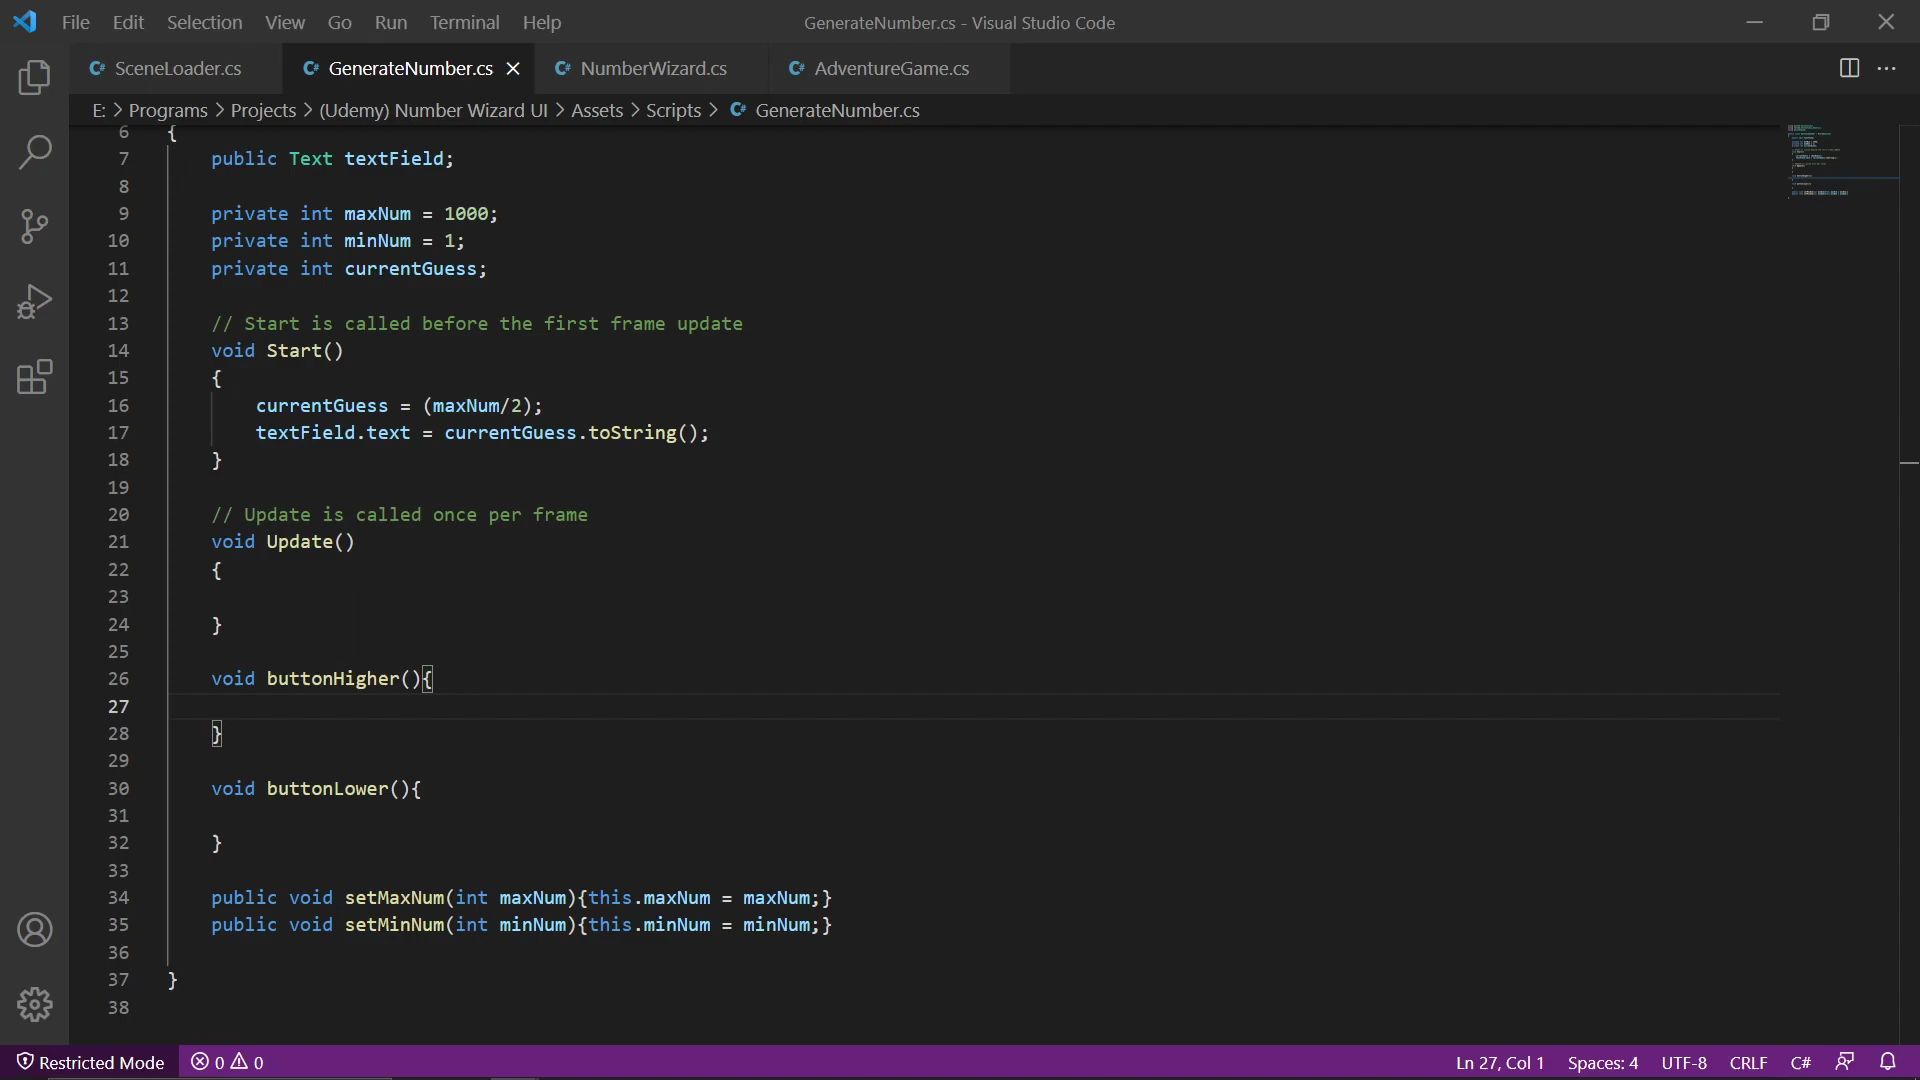 File Edit Selection View Go Run Terminal Help GenerateNumber.cs - Visual Studio Code
C# SceneLoader.cs C# GenerateNumber.cs C# NumberWizard.cs C# AdventureGame.cs
E: > Programs > Projects > (Udemy) Number Wizard UI > Assets > Scripts > C# GenerateNumber.cs
6 {
7 public Text textField;
8
9 private int maxNum = 1000;
10 private int minNum = 1;
11 private int currentGuess;
12
13 // Start is called before the first frame update
14 void Start()
15 {
16 currentGuess = (maxNum/2);
17 textField.text = currentGuess.toString();
18 }
19
20 // Update is called once per frame
21 void Update()
22 {
23
24 }
25
26 void buttonHigher(){
27
28 }
29
30 void buttonLower(){
31
32 }
33
34 public void setMaxNum(int maxNum){this.maxNum = maxNum;}
35 public void setMinNum(int minNum){this.minNum = minNum;}
36
37 }
38
Restricted Mode 0 0 Ln 27, Col 1 Spaces: 4 UTF-8 CRLF C#